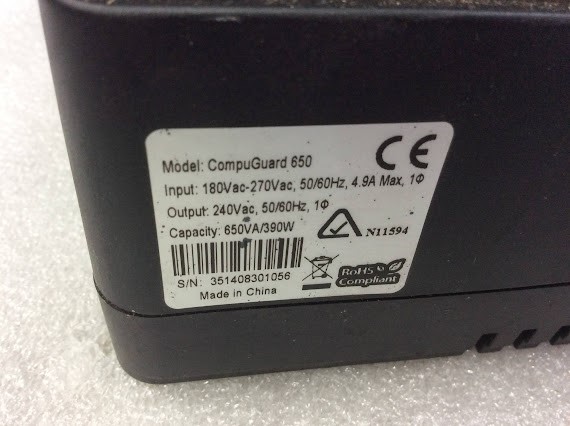 Model: CompuGuard 650
CE
Input: 180Vac-270Vac, 50/60Hz, 4.9A Max, 1Φ
Output: 240Vac, 50/60Hz, 1Φ
Capacity: 650VA/390W
N11594
S/N: 351408301056
Made in China
RoHS
Compliant